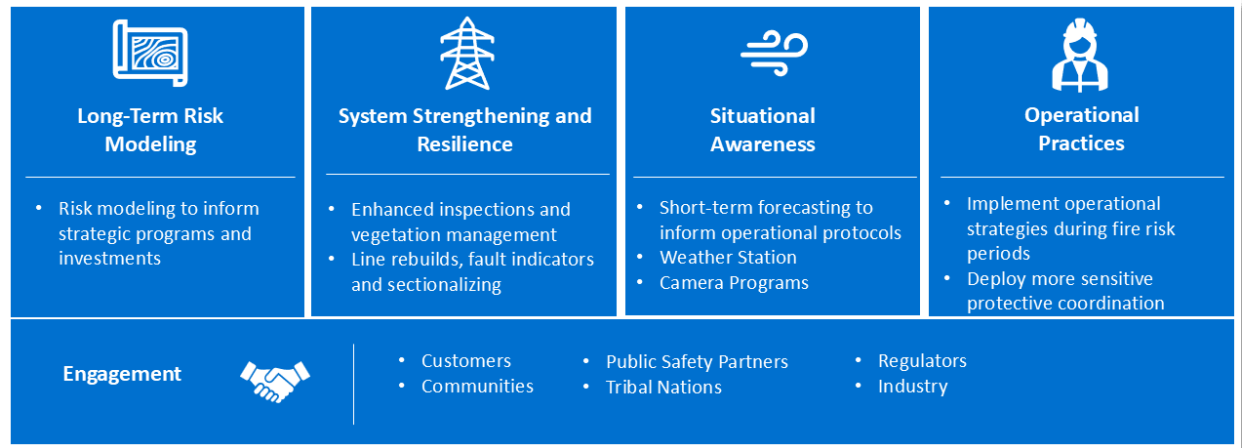 Long-Term Risk
Modeling
• Risk modeling to inform
strategic programs and
investments
System Strengthening and
Resilience
• Enhanced inspections and
vegetation management
• Line rebuilds, fault indicators
and sectionalizing
Situational
Awareness
• Short-term forecasting to
inform operational protocols
• Weather Station
• Camera Programs
Operational
Practices
• Implement operational
strategies during fire risk
periods
• Deploy more sensitive
protective coordination
Engagement
• Customers
• Communities
• Public Safety Partners
• Tribal Nations
• Regulators
• Industry